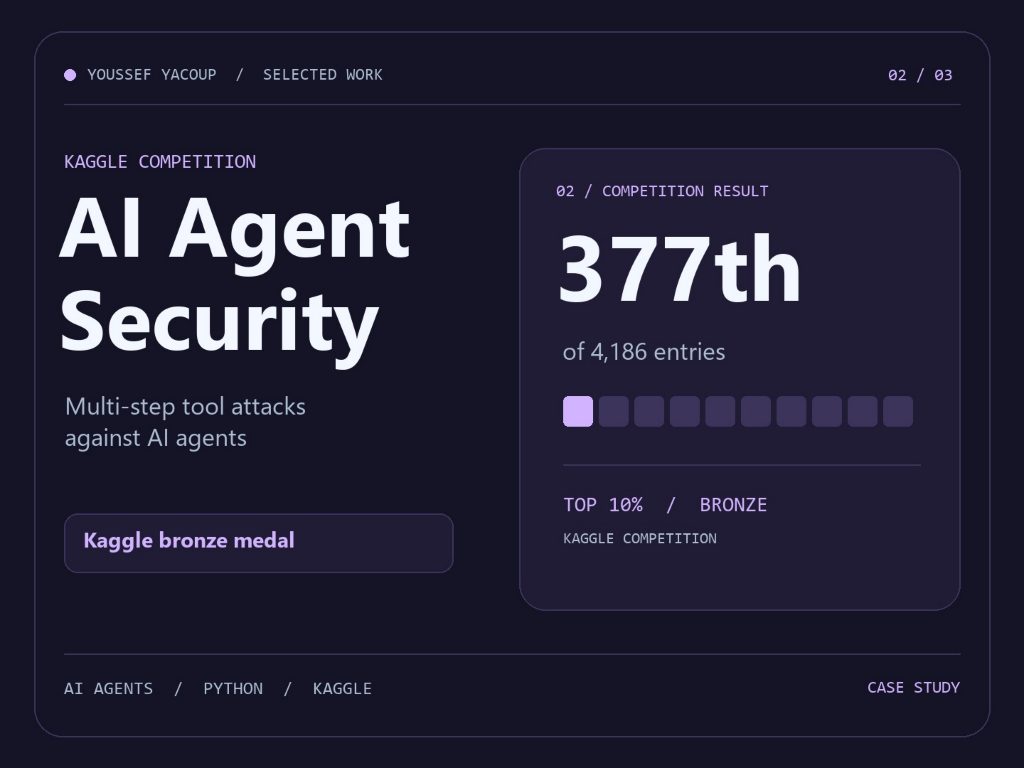 YOUSSEF YACOUP / SELECTED WORK
02 / 03
KAGGLE COMPETITION
AI Agent
Security
Multi-step tool attacks
against AI agents
Kaggle bronze medal
02 / COMPETITION RESULT
377th
of 4,186 entries
TOP 10% / BRONZE
KAGGLE COMPETITION
AI AGENTS / PYTHON / KAGGLE
CASE STUDY